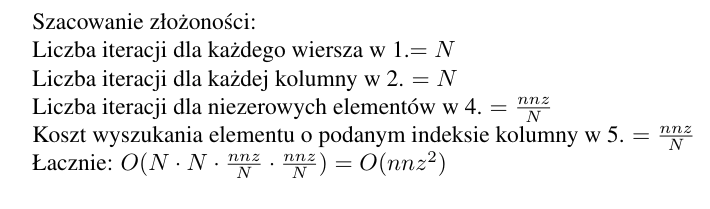 Szacowanie złożoności:
Liczba iteracji dla każdego wiersza w 1.= N
Liczba iteracji dla każdej kolumny w 2. = N
Liczba iteracji dla niezerowych elementów w 4. = $\frac{nnz}{N}$
Koszt wyszukania elementu o podanym indeksie kolumny w 5. = $\frac{nnz}{N}$
Łacznie: $O(N \cdot N \cdot \frac{nnz}{N} \cdot \frac{nnz}{N}) = O(nnz^2)$